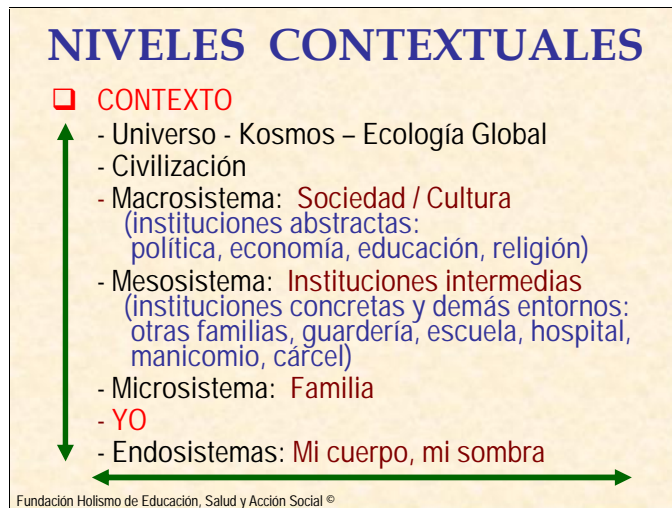 NIVELES CONTEXTUALES
CONTEXTO
- Universo - Kosmos – Ecología Global
- Civilización
- Macrosistema: Sociedad / Cultura
(instituciones abstractas:
política, economía, educación, religión)
- Mesosistema: Instituciones intermedias
(instituciones concretas y demás entornos:
otras familias, guardería, escuela, hospital,
manicomio, cárcel)
- Microsistema: Familia
- YO
- Endosistemas: Mi cuerpo, mi sombra
Fundación Holismo de Educación, Salud y Acción Social ©